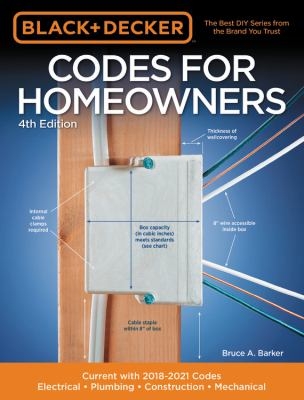 BLACK+DECKER
The Best DIY Series from
the Brand You Trust
CODES FOR
HOMEOWNERS
4th Edition
Thickness of
wallcovering
Internal
cable
clamps
required
Box capacity
(in cubic inches)
meets standards
(see chart)
8" wire accessible
inside box
Cable staple
within 8" of box
Bruce A. Barker
Current with 2018-2021 Codes
Electrical • Plumbing • Construction • Mechanical